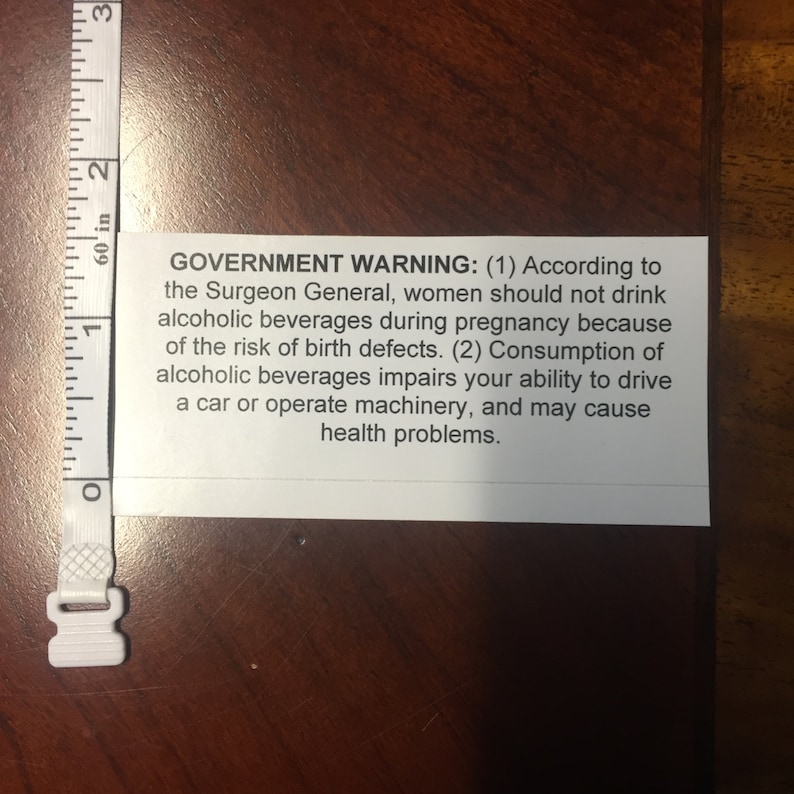 3
2
60 in
1
0
GOVERNMENT WARNING: (1) According to
the Surgeon General, women should not drink
alcoholic beverages during pregnancy because
of the risk of birth defects. (2) Consumption of
alcoholic beverages impairs your ability to drive
a car or operate machinery, and may cause
health problems.